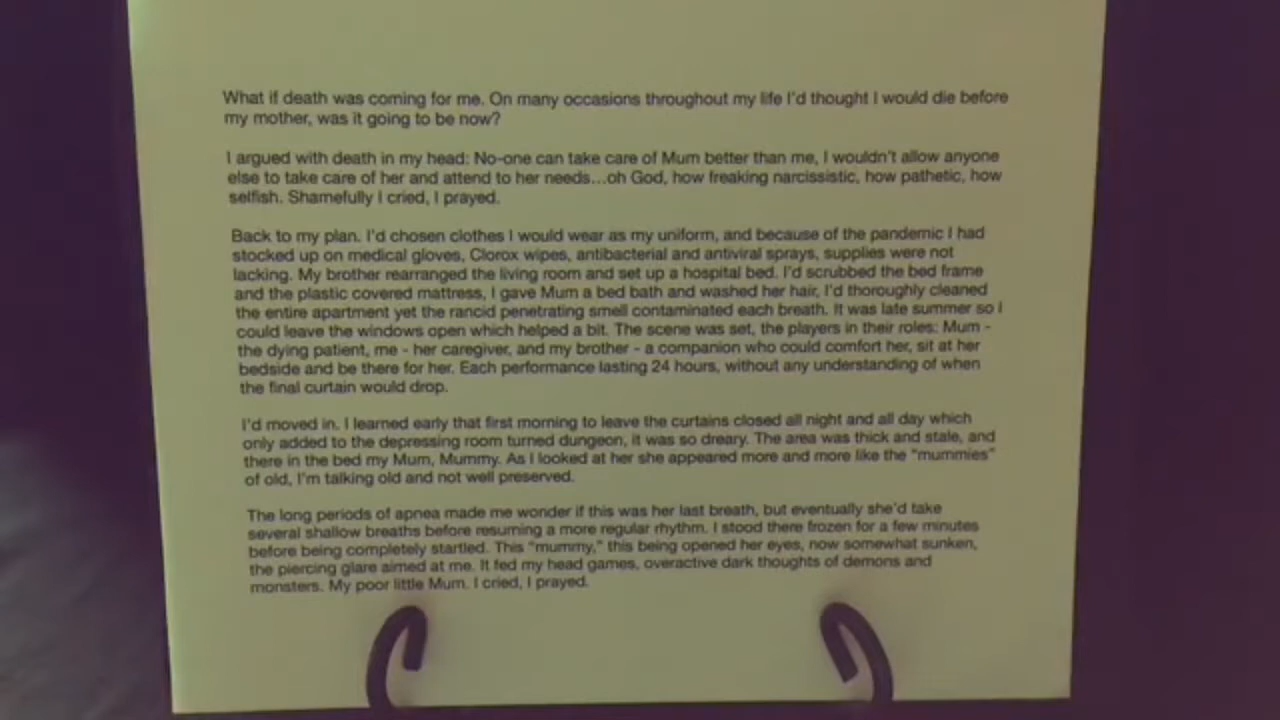 What if death was coming for me. On many occasions throughout my life I'd thought I would die before
my mother, was it going to be now?
I argued with death in my head: No-one can take care of Mum better than me, I wouldn't allow anyone
else to take care of her and attend to her needs...oh God, how freaking narcissistic, how pathetic, how
selfish. Shamefully I cried, I prayed.
Back to my plan. I'd chosen clothes I would wear as my uniform, and because of the pandemic I had
stocked up on medical gloves, Clorox wipes, antibacterial and antiviral sprays, supplies were not
lacking. My brother rearranged the living room and set up a hospital bed. I'd scrubbed the bed frame
and the plastic covered mattress, I gave Mum a bed bath and washed her hair, I'd thoroughly cleaned
the entire apartment yet the rancid penetrating smell contaminated each breath. It was late summer so I
could leave the windows open which helped a bit. The scene was set, the players in their roles: Mum -
the dying patient, me - her caregiver, and my brother - a companion who could comfort her, sit at her
bedside and be there for her. Each performance lasting 24 hours, without any understanding of when
the final curtain would drop.
I'd moved in. I learned early that first morning to leave the curtains closed all night and all day which
only added to the depressing room turned dungeon, it was so dreary. The area was thick and stale, and
there in the bed my Mum, Mummy. As I looked at her she appeared more and more like the "mummies"
of old, I'm talking old and not well preserved.
The long periods of apnea made me wonder if this was her last breath, but eventually she'd take
several shallow breaths before resuming a more regular rhythm. I stood there frozen for a few minutes
before being completely startled. This "mummy," this being opened her eyes, now somewhat sunken,
the piercing glare aimed at me. It fed my head games, overactive dark thoughts of demons and
monsters. My poor little Mum. I cried, I prayed.